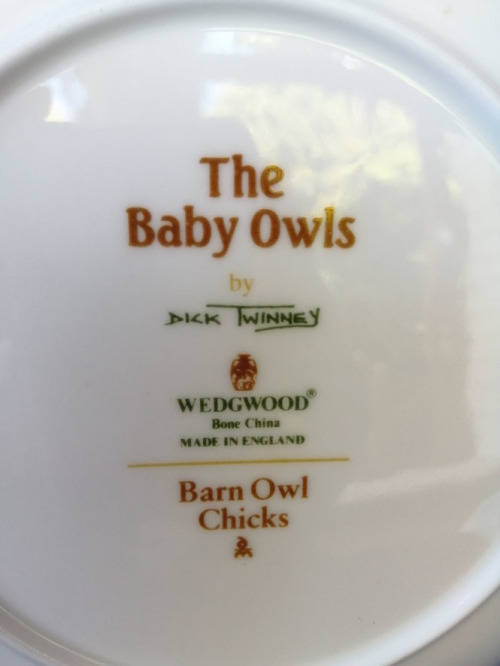 The
Baby Owls
by
DICK TWINNEY
WEDGWOOD®
Bone China
MADE IN ENGLAND
Barn Owl
Chicks